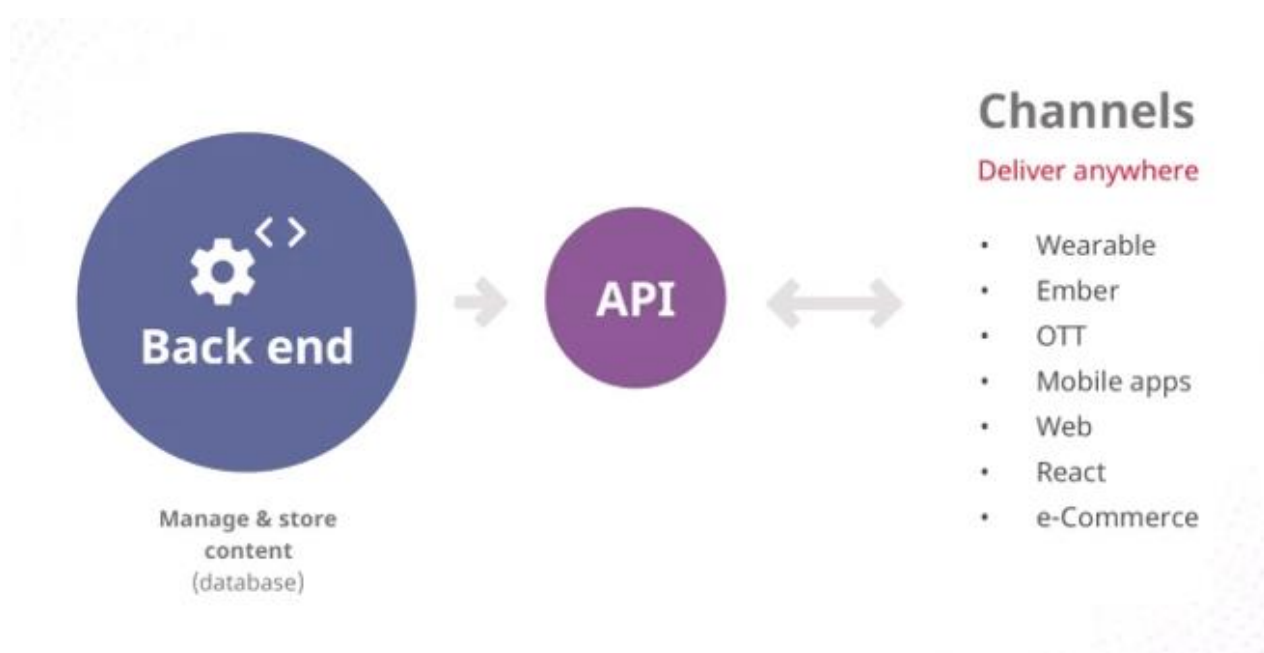 Back end
Manage & store
content
(database)
API
Channels
Deliver anywhere
• Wearable
• Ember
• OTT
• Mobile apps
• Web
• React
• e-Commerce